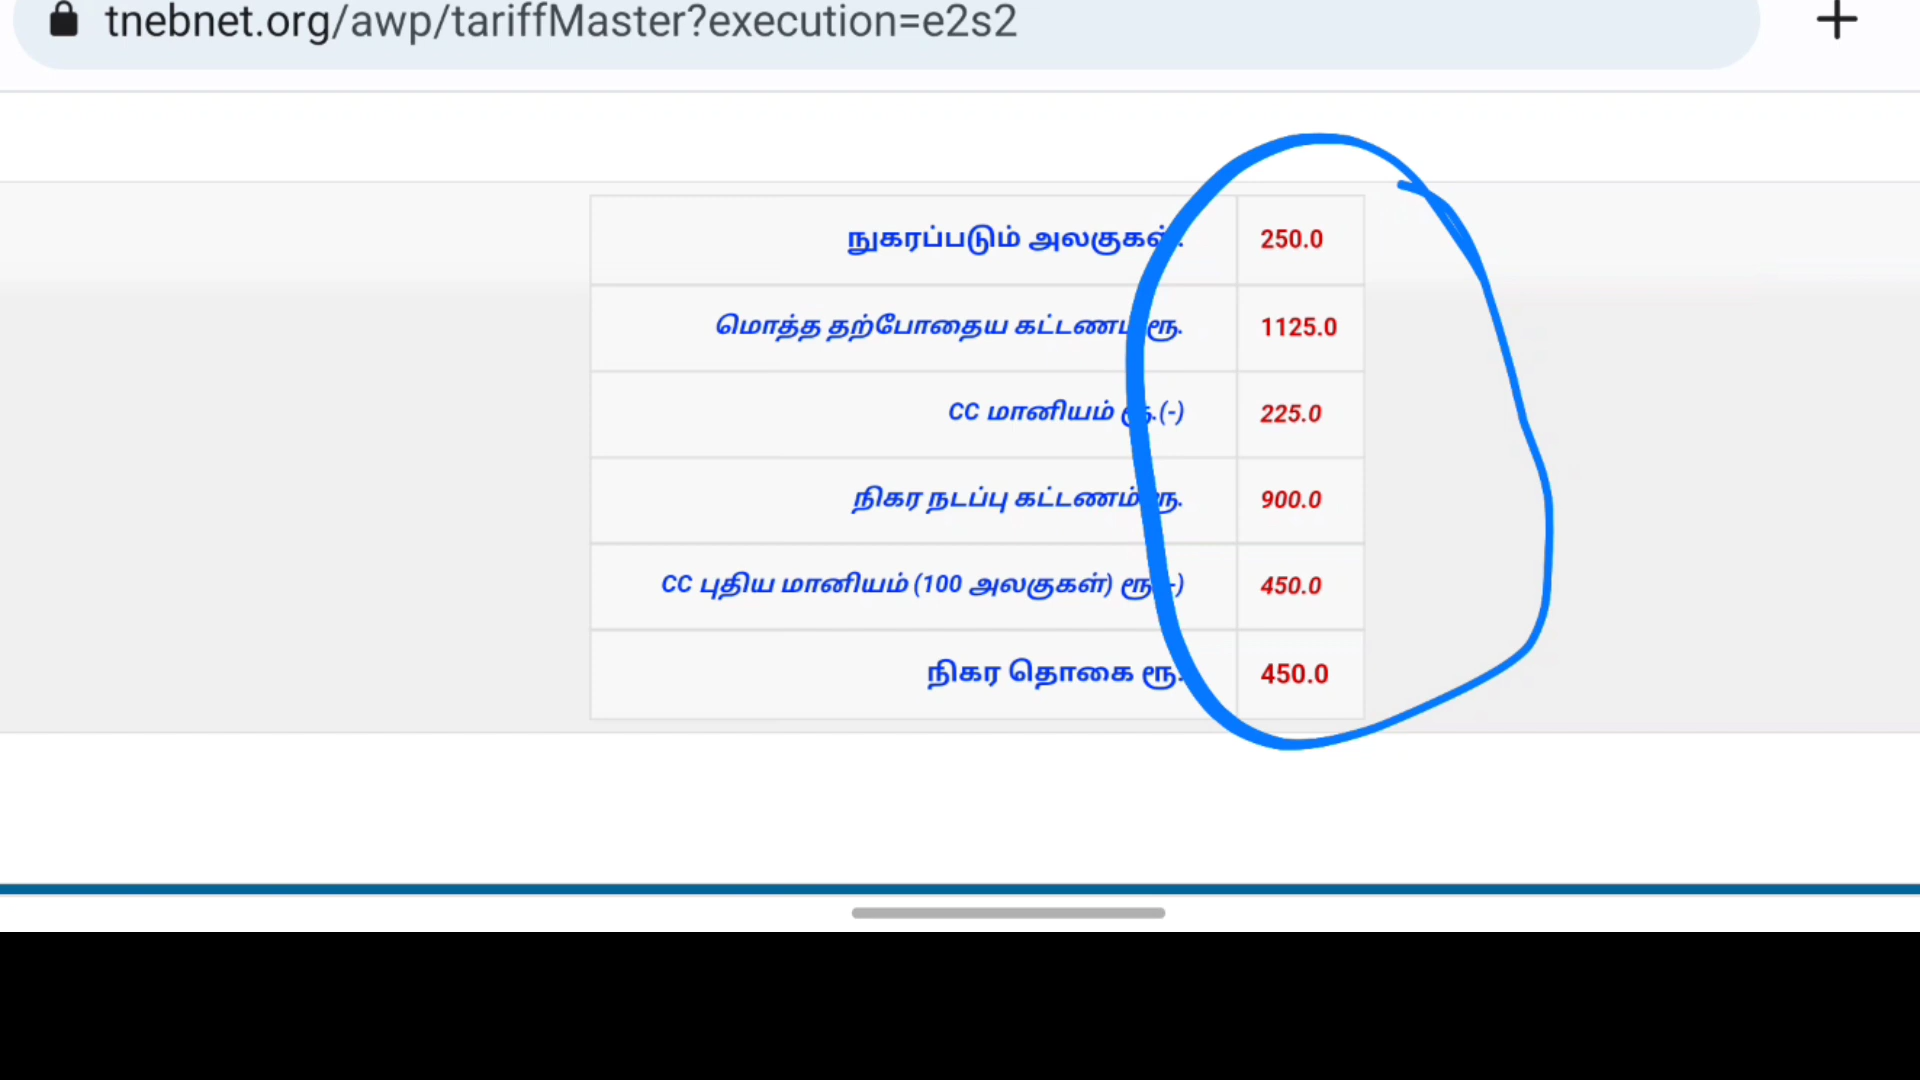 tnebnet.org/awp/tariffMaster?execution=e2s2
நுகரப்படும் அலகுகள். 250.0
மொத்த தற்போதைய கட்டணம் ரூ. 1125.0
CC மானியம் ரூ.(-) 225.0
நிகர நடப்பு கட்டணம் ரூ. 900.0
CC புதிய மானியம் (100 அலகுகள்) ரூ.(-) 450.0
நிகர தொகை ரூ. 450.0